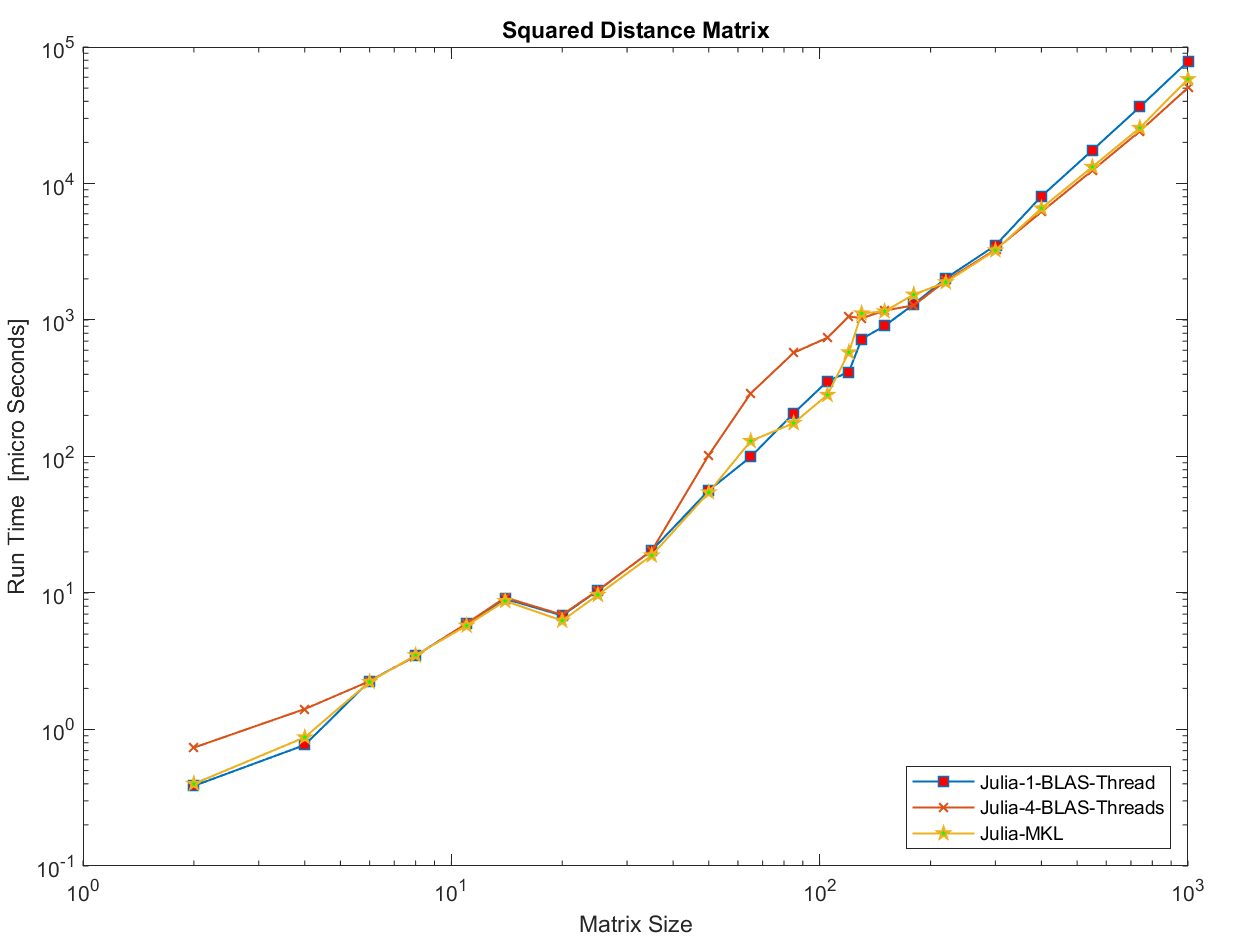 Squared Distance Matrix
10^5
10^4
10^3
10^2
10^1
10^0
10^-1
Run Time [micro Seconds]
Julia-1-BLAS-Thread
Julia-4-BLAS-Threads
Julia-MKL
10^0 10^1 10^2 10^3
Matrix Size